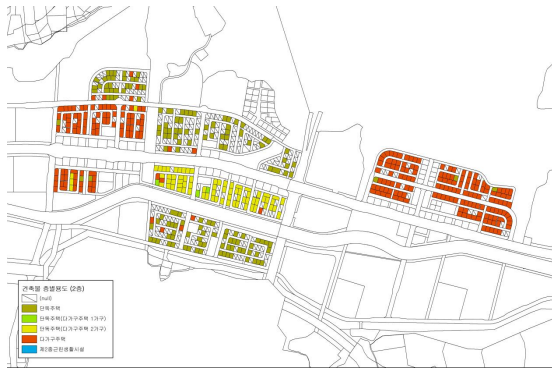 건축물 층별용도 (2층)
(null)
단독주택
단독주택(다가구주택 1가구)
단독주택(다가구주택 2가구)
다가구주택
제2종근린생활시설